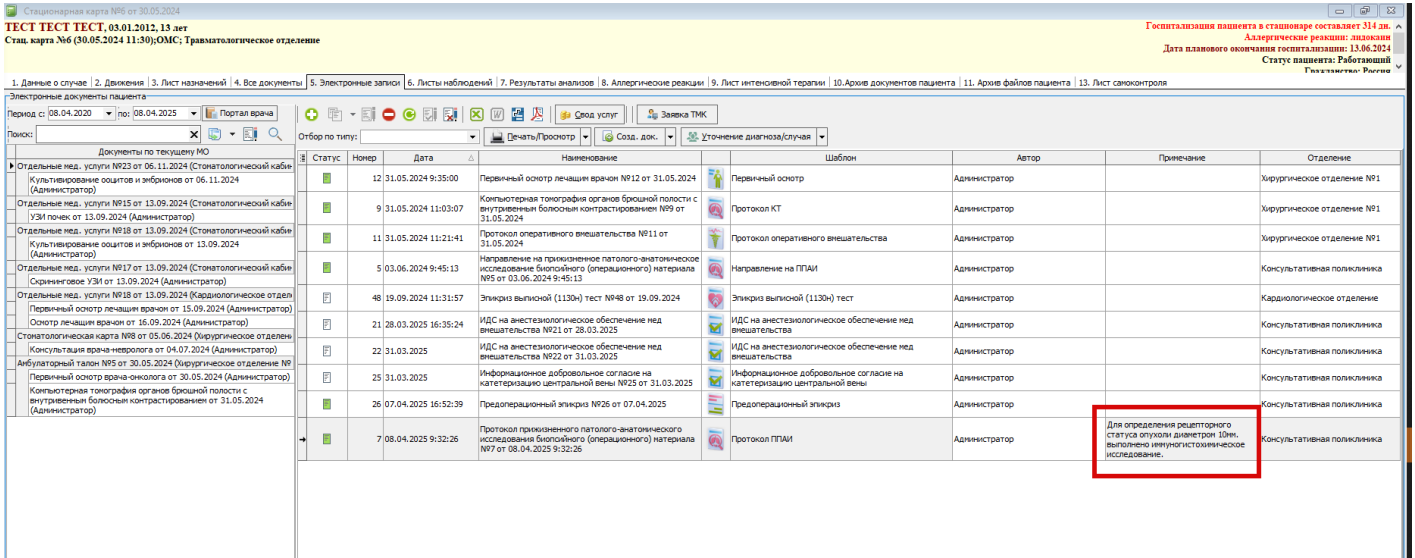 Стационарная карта №6 от 30.05.2024
ТЕСТ ТЕСТ ТЕСТ, 03.01.2012, 13 лет
Стац. карта №6 (30.05.2024 11:30);ОМС; Травматологическое отделение
Госпитализация пациента в стационаре составляет 314 дн.
Аллергические реакции: лидокаин
Дата планового окончания госпитализации: 13.06.2024
Статус пациента: Работающий
Гражданство: Россия
1. Данные о случае 2. Движения 3. Лист назначений 4. Все документы 5. Электронные записи 6. Листы наблюдений 7. Результаты анализов 8. Аллергические реакции 9. Лист интенсивной терапии 10.Архив документов пациента 11. Архив файлов пациента 13. Лист самоконтроля
Электронные документы пациента
Период с: 08.04.2020 по: 08.04.2025 Портал врача
Поиск:
Документы по текущему МО
Отдельные мед. услуги №23 от 06.11.2024 (Стоматологический каби
Культивирование ооцитов и эмбрионов от 06.11.2024
(Администратор)
Отдельные мед. услуги №15 от 13.09.2024 (Стоматологический каби
УЗИ почек от 13.09.2024 (Администратор)
Отдельные мед. услуги №18 от 13.09.2024 (Стоматологический каби
Культивирование ооцитов и эмбрионов от 13.09.2024
(Администратор)
Отдельные мед. услуги №17 от 13.09.2024 (Стоматологический каби
Скрининговое УЗИ от 13.09.2024 (Администратор)
Отдельные мед. услуги №18 от 13.09.2024 (Кардиологическое отдел
Первичный осмотр лечащим врачом от 15.09.2024 (Администратор)
Осмотр лечащим врачом от 16.09.2024 (Администратор)
Стоматологическая карта №8 от 05.06.2024 (Хирургическое отделени
Консультация врача-невролога от 04.07.2024 (Администратор)
Амбулаторный талон №5 от 30.05.2024 (Хирургическое отделение №
Первичный осмотр врача-онколога от 30.05.2024 (Администратор)
Компьютерная томография органов брюшной полости с
внутривенным болюсным контрастированием от 31.05.2024
(Администратор)
Свод услуг Заявка ТМК
Отбор по типу: Печать/Просмотр Созд. док. Уточнение диагноза/случая
Статус Номер Дата Наименование Шаблон Автор Примечание Отделение
12 31.05.2024 9:35:00 Первичный осмотр лечащим врачом №12 от 31.05.2024 Первичный осмотр Администратор Хирургическое отделение №1
Компьютерная томография органов брюшной полости с
9 31.05.2024 11:03:07 внутривенным болюсным контрастированием №9 от Протокол КТ Администратор Хирургическое отделение №1
31.05.2024
11 31.05.2024 11:21:41 Протокол оперативного вмешательства №11 от Протокол оперативного вмешательства Администратор Хирургическое отделение №1
31.05.2024
Направление на прижизненное патолого-анатомическое
5 03.06.2024 9:45:13 исследование биопсийного (операционного) материала Направление на ППАИ Администратор Консультативная поликлиника
№5 от 03.06.2024 9:45:13
48 19.09.2024 11:31:57 Эпикриз выписной (1130н) тест №48 от 19.09.2024 Эпикриз выписной (1130н) тест Администратор Кардиологическое отделение
21 28.03.2025 16:35:24 ИДС на анестезиологическое обеспечение мед ИДС на анестезиологическое обеспечение мед Администратор Консультативная поликлиника
вмешательства №21 от 28.03.2025 вмешательства
22 31.03.2025 ИДС на анестезиологическое обеспечение мед ИДС на анестезиологическое обеспечение мед Администратор Консультативная поликлиника
вмешательства №22 от 31.03.2025 вмешательства
25 31.03.2025 Информационное добровольное согласие на Информационное добровольное согласие на Администратор Консультативная поликлиника
катетеризацию центральной вены №25 от 31.03.2025 катетеризацию центральной вены
26 07.04.2025 16:52:39 Предоперационный эпикриз №26 от 07.04.2025 Предоперационный эпикриз Администратор Консультативная поликлиника
Протокол прижизненного патолого-анатомического
7 08.04.2025 9:32:26 исследования биопсийного (операционного) материала Протокол ППАИ Администратор Консультативная поликлиника
№7 от 08.04.2025 9:32:26
Для определения рецепторного
статуса опухоли диаметром 10мм.
выполнено иммуногистохимическое
исследование.